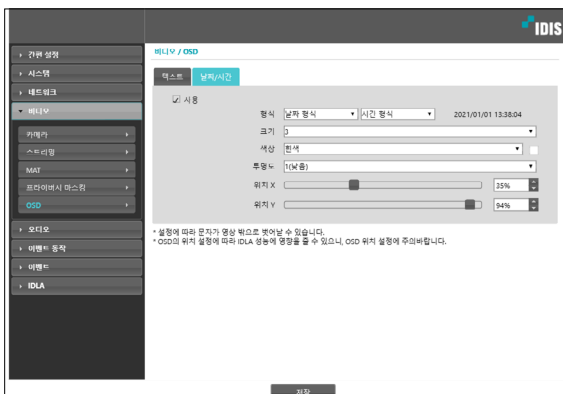 IDIS
간편 설정
시스템
네트워크
비디오
카메라
스트리밍
MAT
프라이버시 마스킹
OSD
오디오
이벤트 동작
이벤트
IDLA
비디오 / OSD
텍스트 날짜/시간
사용
형식 날짜 형식 시간 형식 2021/01/01 13:38:04
크기 3
색상 흰색
투명도 1(낮음)
위치 X 35%
위치 Y 94%
* 설정에 따라 문자가 영상 밖으로 벗어날 수 있습니다.
* OSD의 위치 설정에 따라 IDLA 성능에 영향을 줄 수 있으니, OSD 위치 설정에 주의바랍니다.
저장